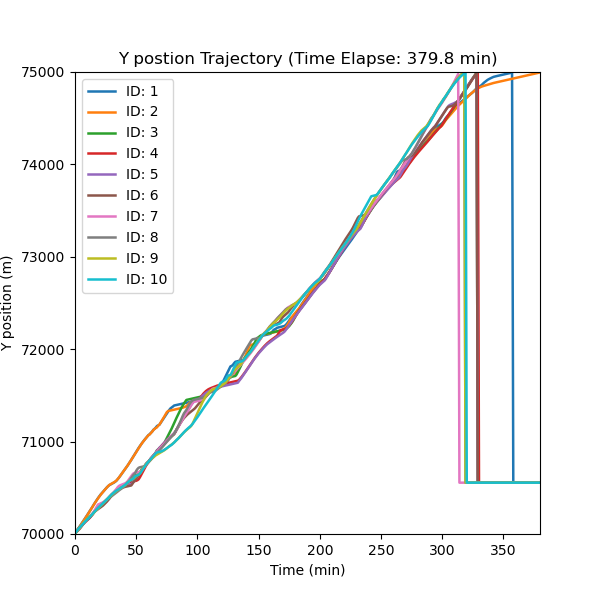 Y postion Trajectory (Time Elapse: 379.8 min)
75000
74000
73000
72000
71000
70000
Y position (m)
ID: 1
ID: 2
ID: 3
ID: 4
ID: 5
ID: 6
ID: 7
ID: 8
ID: 9
ID: 10
0 50 100 150 200 250 300 350
Time (min)